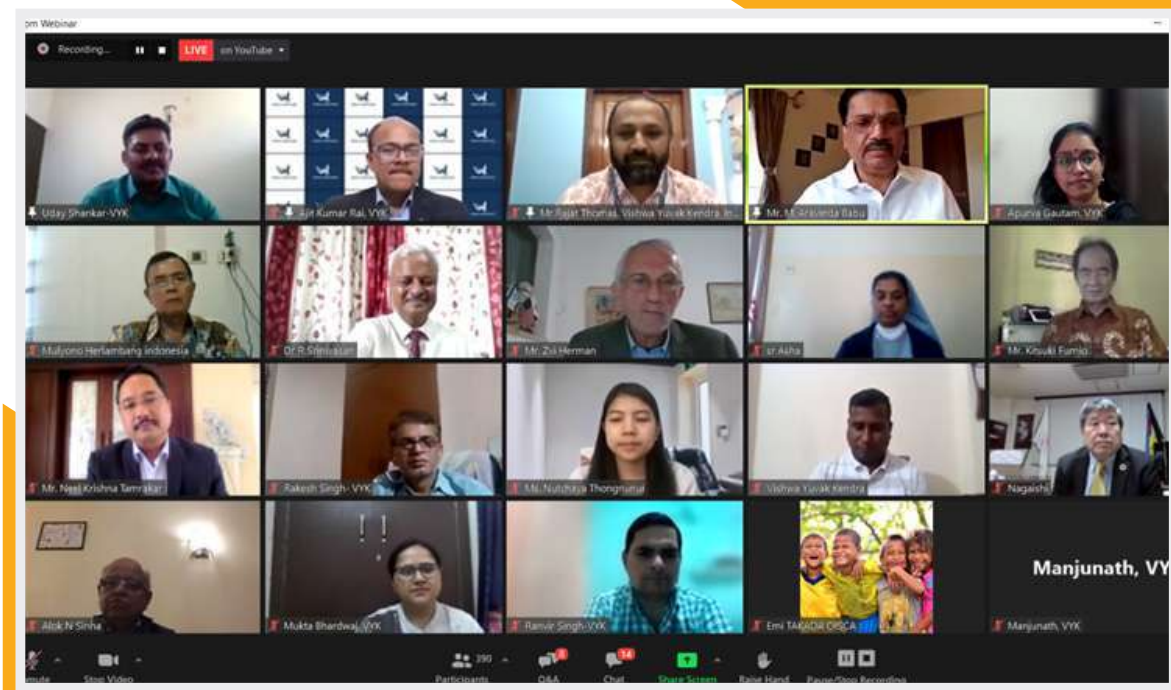 om Webinar
Recording...
LIVE on YouTube
Uday Shankar-VYK
Ajit Kumar Rai, VYK
Mr. Rajat Thomas, Vishwa Yuvak Kendra, In...
Mr. M. Aravinda Babu
Apurva Gautam, VYK
Mulyono Herlambang indonesia
Dr R Srinivasan
Mr. Zvi Herman
sr Asha
Mr. Kitsuki Fumio
Mr. Neel Krishna Tamrakar
Rakesh Singh- VYK
Ms. Nutchaya Thongnunui
Vishwa Yuvak Kendra
Nagaishi
Alok N Sinha
Mukta Bhardwaj, VYK
Ranvir Singh-VYK
Emi TAKADA OISCA
Manjunath, VY
Manjunath, VYK
390
8
14
mute
Stop Video
Participants
Q&A
Chat
Share Screen
Raise Hand
Pause/Stop Recording